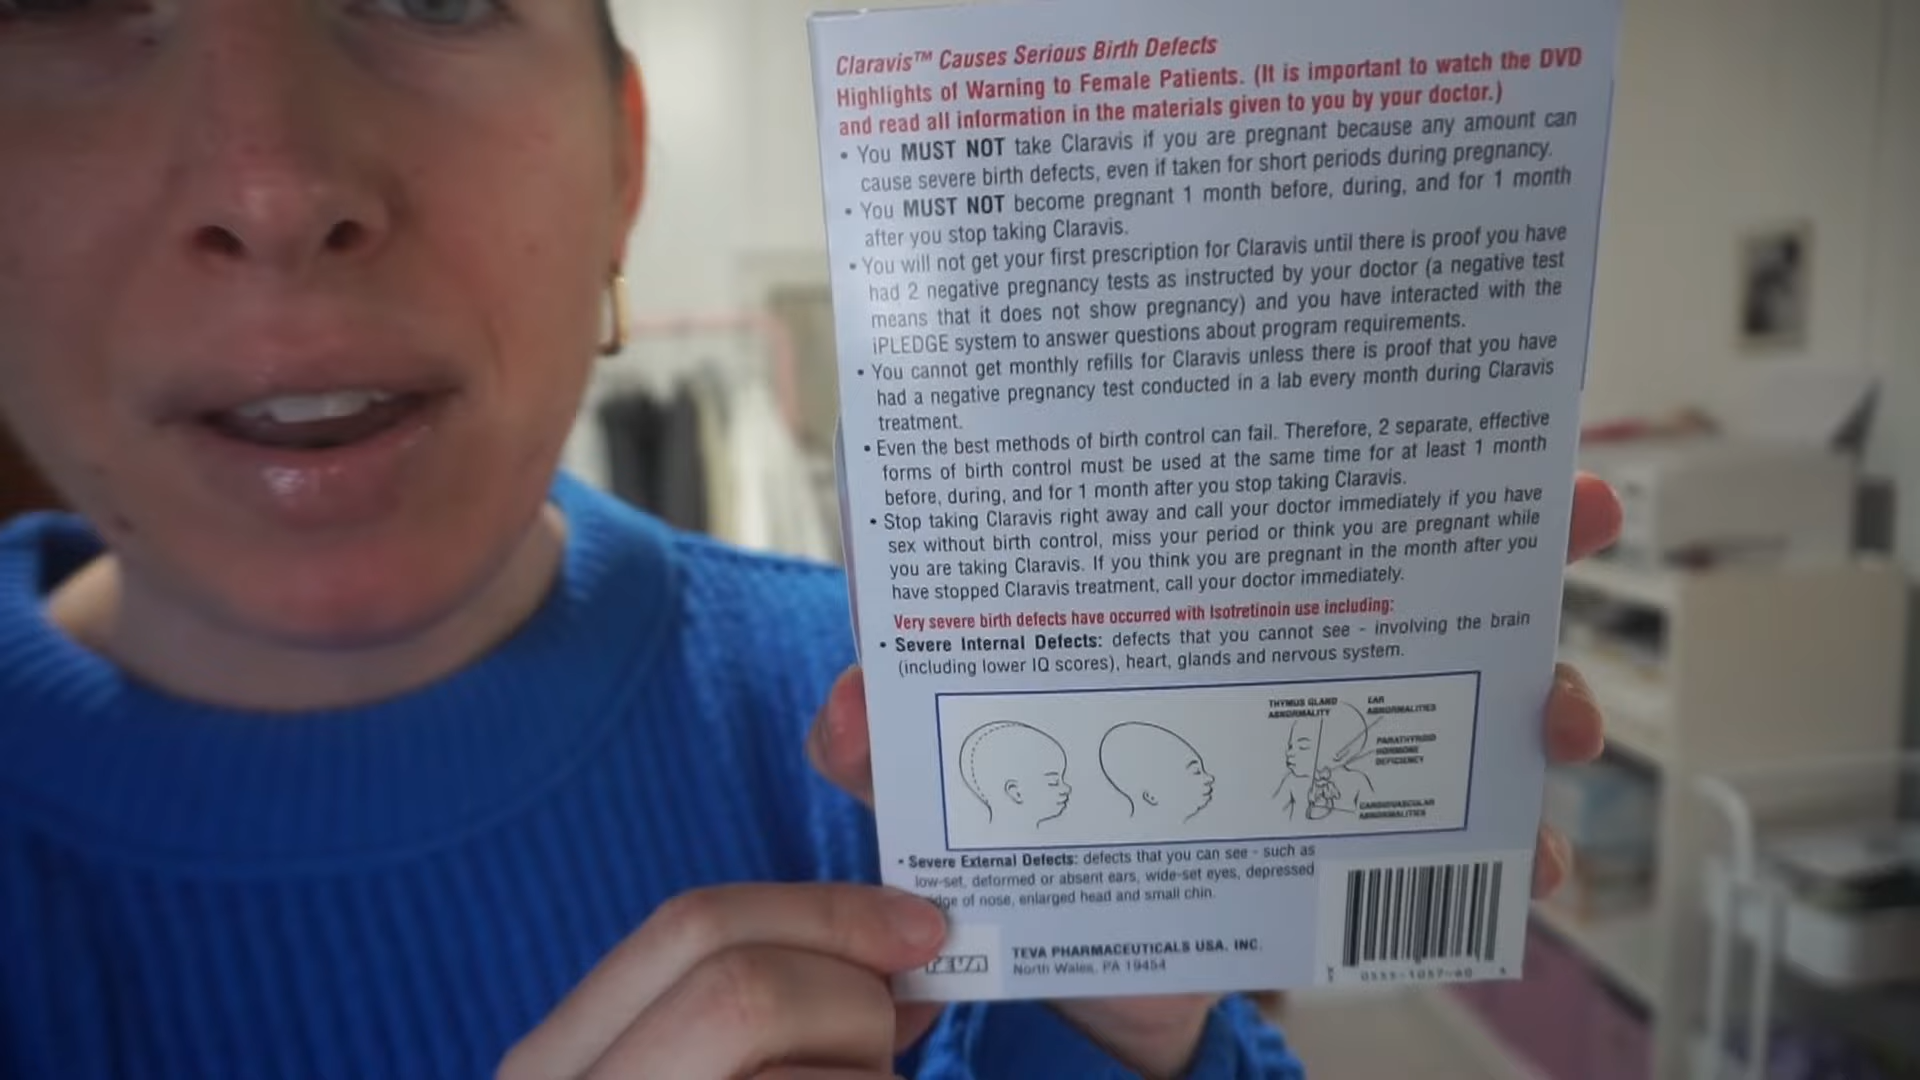 Claravis™ Causes Serious Birth Defects
Highlights of Warning to Female Patients. (It is important to watch the DVD
and read all information in the materials given to you by your doctor.)
• You MUST NOT take Claravis if you are pregnant because any amount can
cause severe birth defects, even if taken for short periods during pregnancy.
• You MUST NOT become pregnant 1 month before, during, and for 1 month
after you stop taking Claravis.
• You will not get your first prescription for Claravis until there is proof you have
had 2 negative pregnancy tests as instructed by your doctor (a negative test
means that it does not show pregnancy) and you have interacted with the
iPLEDGE system to answer questions about program requirements.
• You cannot get monthly refills for Claravis unless there is proof that you have
had a negative pregnancy test conducted in a lab every month during Claravis
treatment.
• Even the best methods of birth control can fail. Therefore, 2 separate, effective
forms of birth control must be used at the same time for at least 1 month
before, during, and for 1 month after you stop taking Claravis.
• Stop taking Claravis right away and call your doctor immediately if you have
sex without birth control, miss your period or think you are pregnant while
you are taking Claravis. If you think you are pregnant in the month after you
have stopped Claravis treatment, call your doctor immediately.
Very severe birth defects have occurred with Isotretinoin use including:
• Severe Internal Defects: defects that you cannot see - involving the brain
(including lower IQ scores), heart, glands and nervous system.
THYMUS GLAND
ABNORMALITY
EAR
ABNORMALITIES
PARATHYROID
HORMONE
DEFICIENCY
CARDIOVASCULAR
ABNORMALITIES
• Severe External Defects: defects that you can see - such as
low-set, deformed or absent ears, wide-set eyes, depressed
of nose, enlarged head and small chin.
TEVA
TEVA PHARMACEUTICALS USA, INC.
North Wales, PA 19454